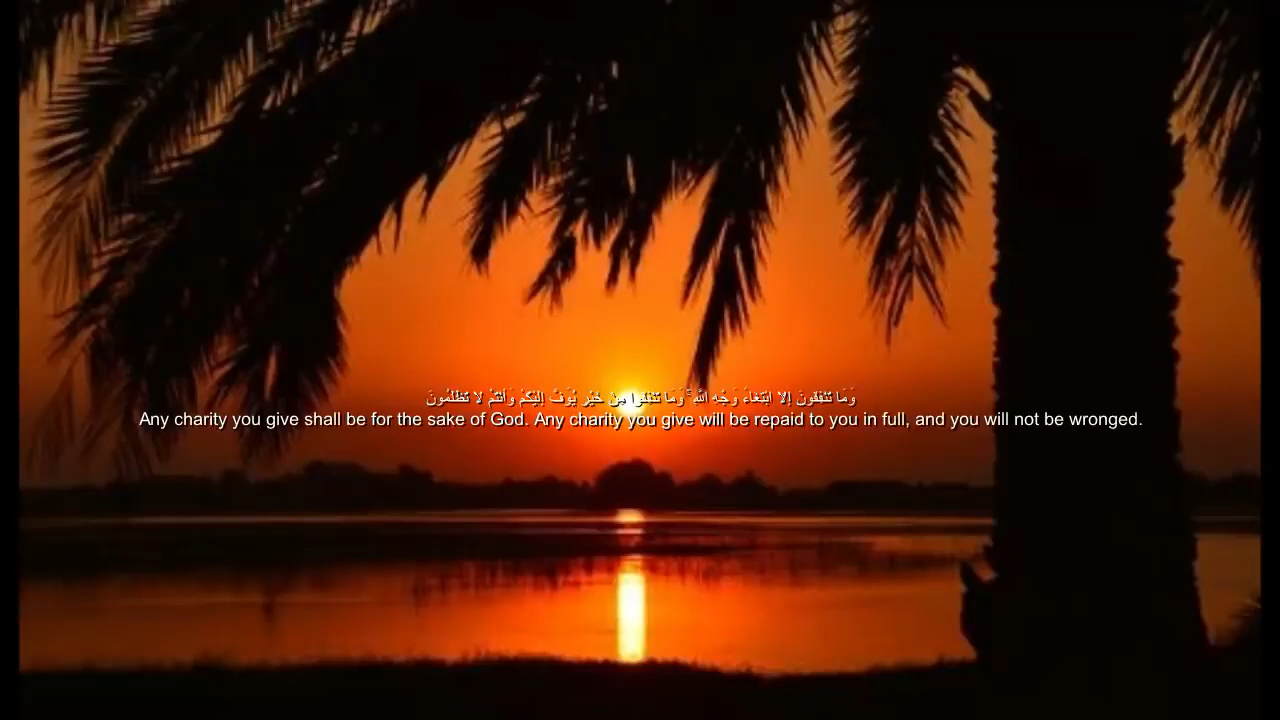 وَمَا تُنفِقُونَ إِلَّا ابْتِغَاءَ وَجْهِ اللَّهِ ۚ وَمَا تُنفِقُوا مِنْ خَيْرٍ يُوَفَّ إِلَيْكُمْ وَأَنتُمْ لَا تُظْلَمُونَ
Any charity you give shall be for the sake of God. Any charity you give will be repaid to you in full, and you will not be wronged.